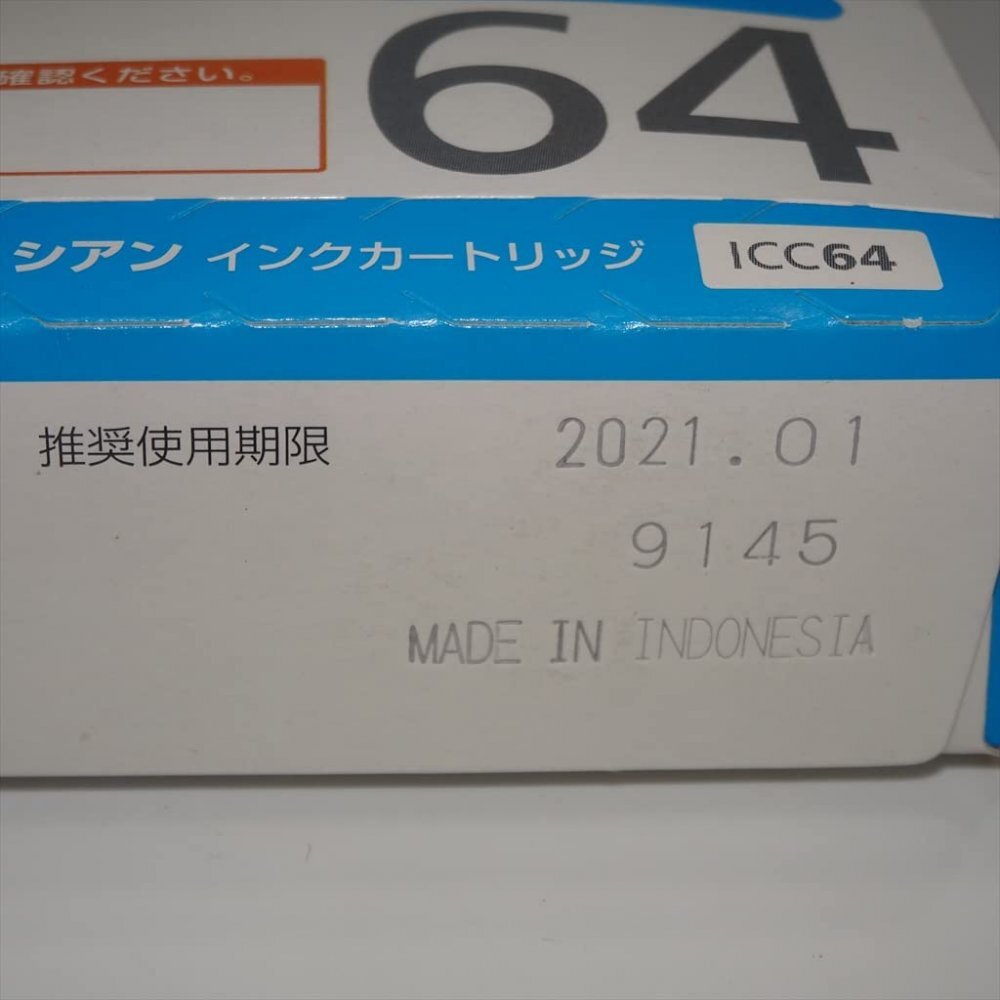 64
確認ください。
シアン インクカートリッジ ICC64
推奨使用期限 2021.01
9145
MADE IN INDONESIA